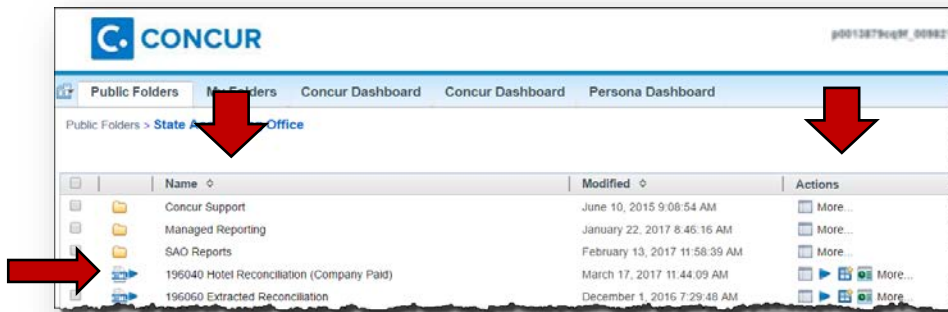 C. CONCUR
Public Folders My Folders Concur Dashboard Concur Dashboard Persona Dashboard
Public Folders > State Office
Name Modified Actions
Concur Support June 10, 2015 9:08:54 AM More...
Managed Reporting January 22, 2017 8:46:16 AM More...
SAO Reports February 13, 2017 11:58:39 AM More...
196040 Hotel Reconciliation (Company Paid) March 17, 2017 11:44:09 AM More...
196060 Extracted Reconciliation December 1, 2016 7:29:48 AM More...